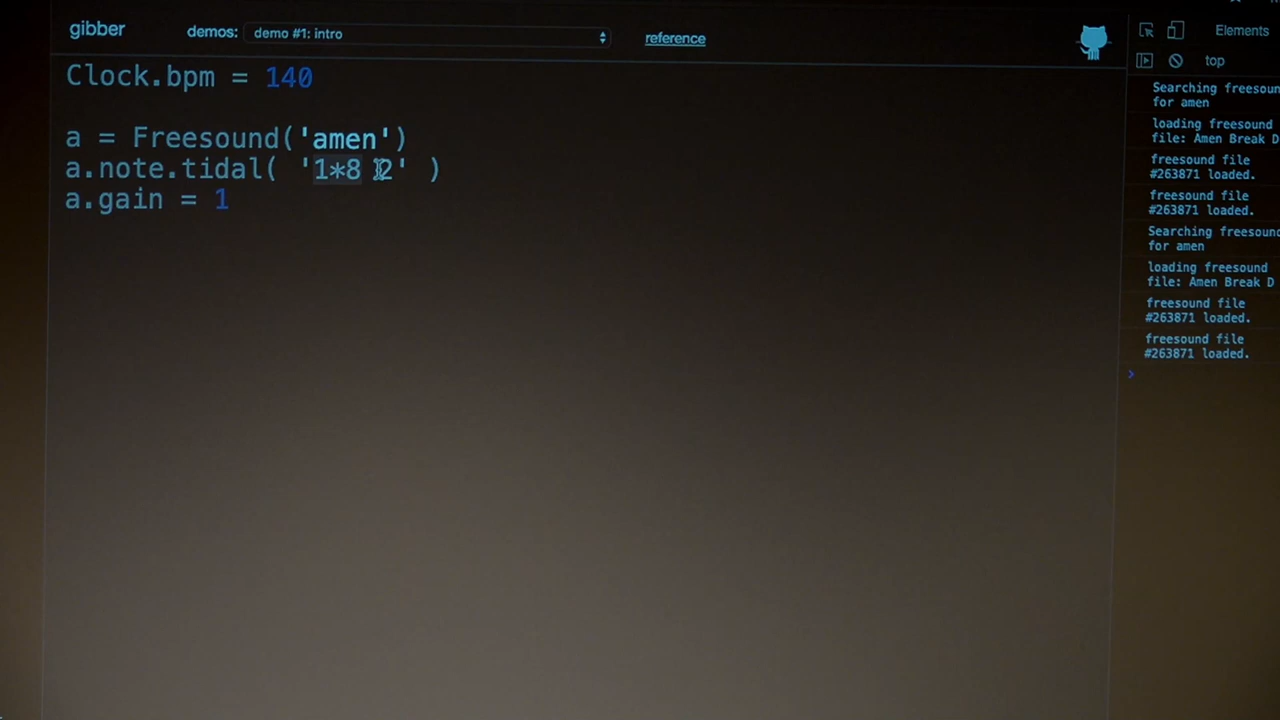 gibber
demos:
demo #1: intro
reference
Elements
top
Clock.bpm = 140
a = Freesound('amen')
a.note.tidal( '1*8 2' )
a.gain = 1
Searching freesound
for amen
loading freesound
file: Amen Break D
freesound file
#263871 loaded.
freesound file
#263871 loaded.
Searching freesound
for amen
loading freesound
file: Amen Break D
freesound file
#263871 loaded.
freesound file
#263871 loaded.